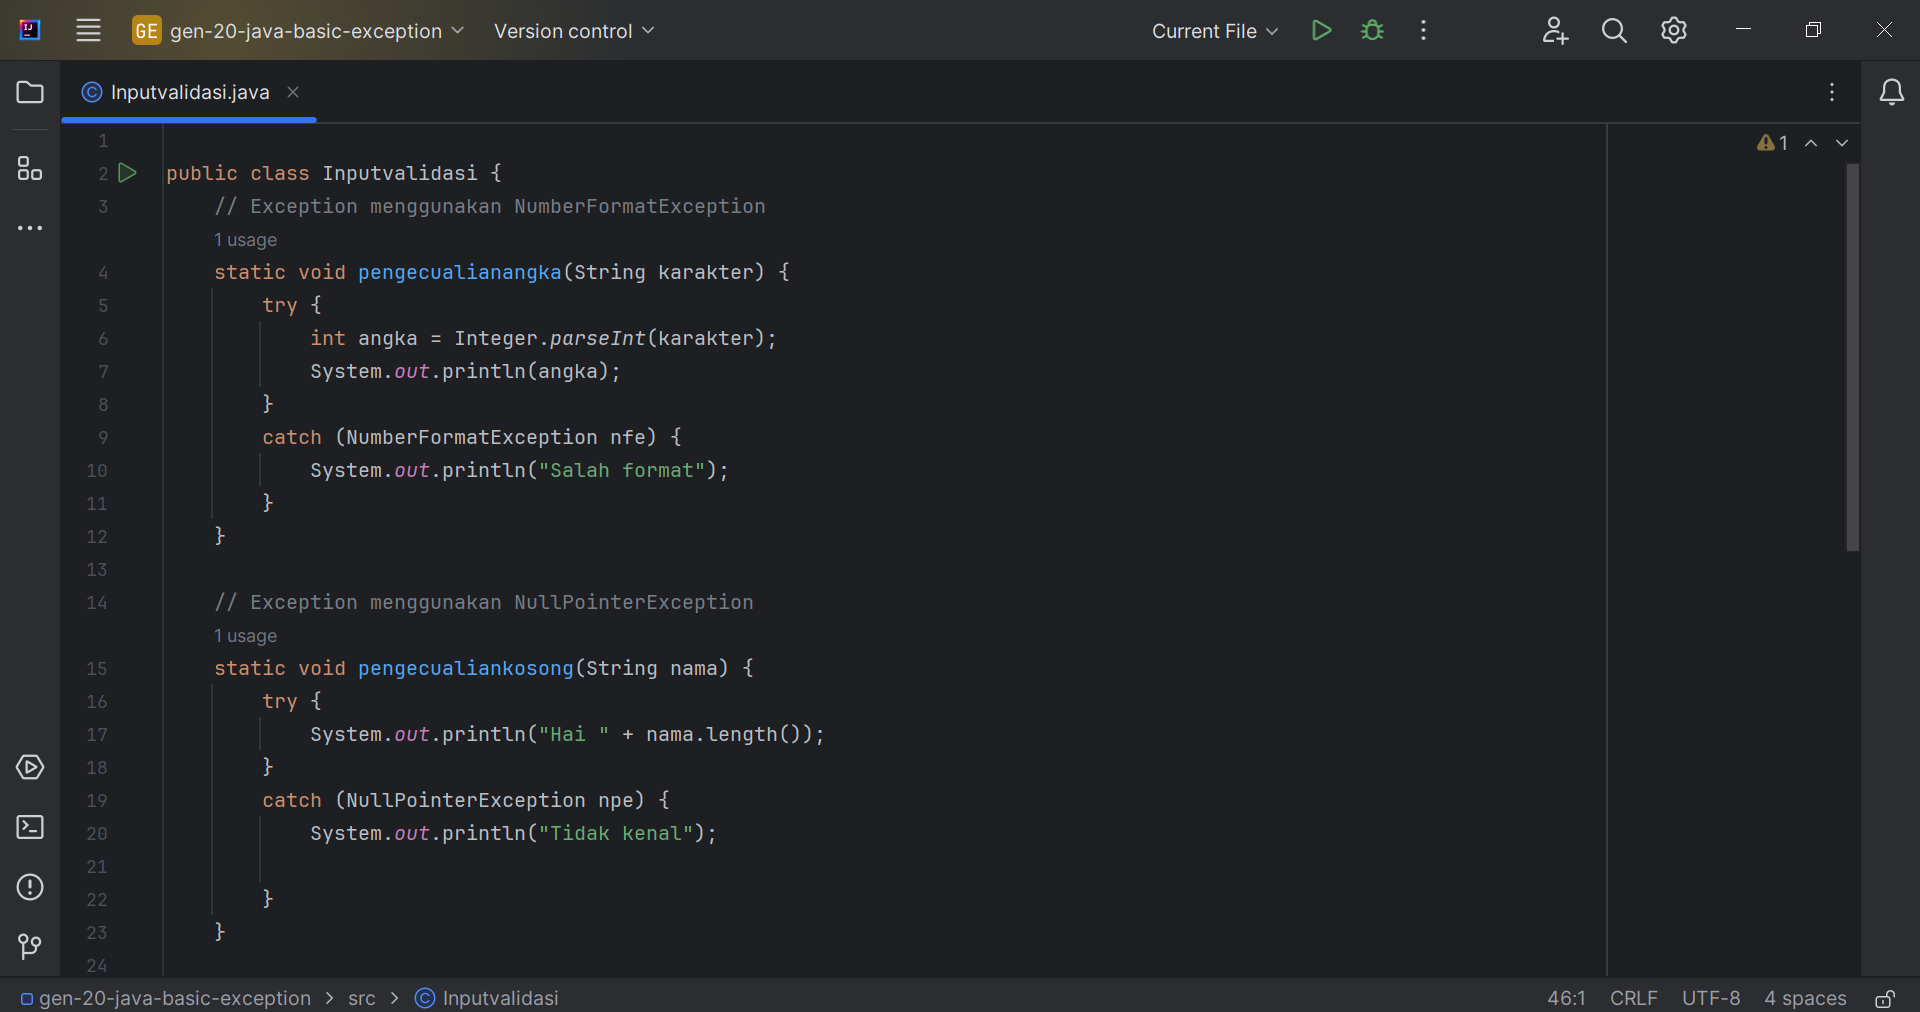 GE gen-20-java-basic-exception Version control Current File
Inputvalidasi.java
1
1
2 public class Inputvalidasi {
3 // Exception menggunakan NumberFormatException
1 usage
4 static void pengecualianangka(String karakter) {
5 try {
6 int angka = Integer.parseInt(karakter);
7 System.out.println(angka);
8 }
9 catch (NumberFormatException nfe) {
10 System.out.println("Salah format");
11 }
12 }
13
14 // Exception menggunakan NullPointerException
1 usage
15 static void pengecualiankosong(String nama) {
16 try {
17 System.out.println("Hai " + nama.length());
18 }
19 catch (NullPointerException npe) {
20 System.out.println("Tidak kenal");
21
22 }
23 }
24
gen-20-java-basic-exception > src > Inputvalidasi 46:1 CRLF UTF-8 4 spaces